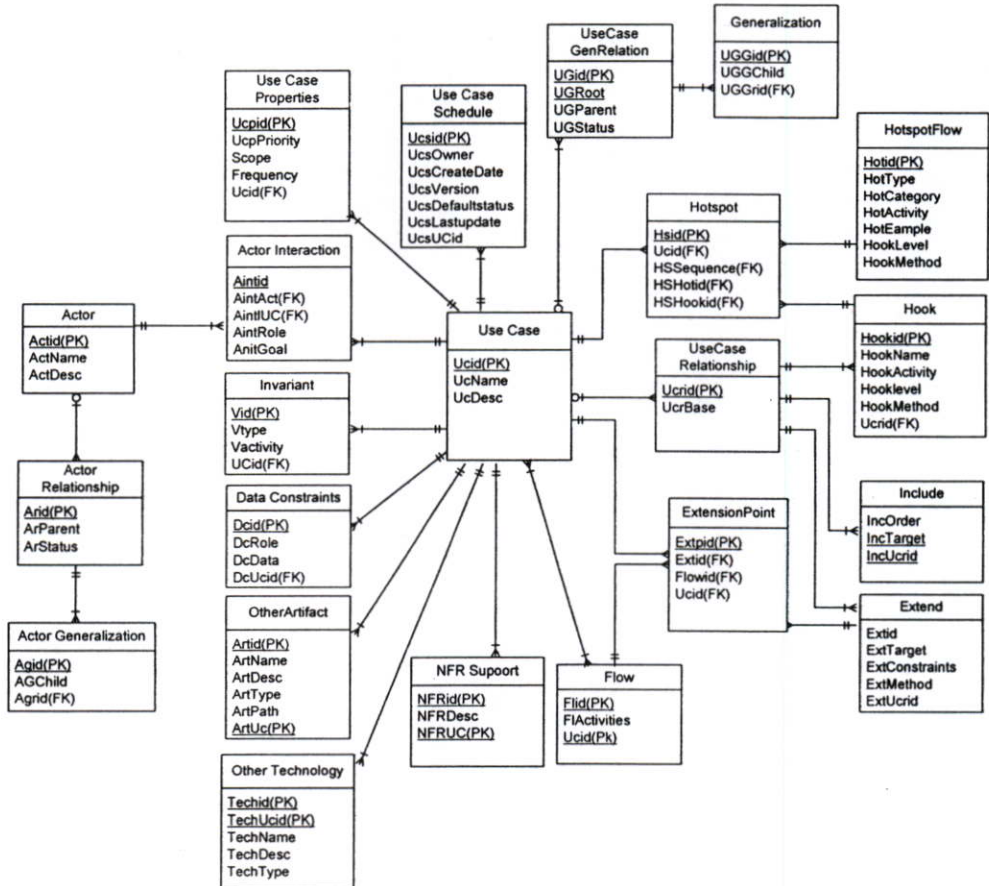 Use Case
Properties
Ucpid(PK)
UcpPriority
Scope
Frequency
Ucid(FK)
Use Case
Schedule
Ucsid(PK)
UcsOwner
UcsCreateDate
UcsVersion
UcsDefaultstatus
UcsLastupdate
UcsUCid
UseCase
GenRelation
UGid(PK)
UGRoot
UGParent
UGStatus
Generalization
UGGid(PK)
UGGChild
UGGrid(FK)
HotspotFlow
Hotid(PK)
HotType
HotCategory
HotActivity
HotEample
HookLevel
HookMethod
Hotspot
Hsid(PK)
Ucid(FK)
HSSequence(FK)
HSHotid(FK)
HSHookid(FK)
Actor Interaction
Aintid
AintAct(FK)
AintIUC(FK)
AintRole
AnitGoal
Actor
Actid(PK)
ActName
ActDesc
Use Case
Ucid(PK)
UcName
UcDesc
Hook
Hookid(PK)
HookName
HookActivity
Hooklevel
HookMethod
Ucrid(FK)
UseCase
Relationship
Ucrid(PK)
UcrBase
Invariant
Vid(PK)
Vtype
Vactivity
UCid(FK)
Actor
Relationship
Arid(PK)
ArParent
ArStatus
Data Constraints
Dcid(PK)
DcRole
DcData
DcUcid(FK)
Include
IncOrder
IncTarget
IncUcrid
ExtensionPoint
Extpid(PK)
Extid(FK)
Flowid(FK)
Ucid(FK)
Extend
Extid
ExtTarget
ExtConstraints
ExtMethod
ExtUcrid
Actor Generalization
Agid(PK)
AGChild
Agrid(FK)
OtherArtifact
Artid(PK)
ArtName
ArtDesc
ArtType
ArtPath
ArtUc(PK)
NFR Supoort
NFRid(PK)
NFRDesc
NFRUC(PK)
Flow
Flid(PK)
FlActivities
Ucid(Pk)
Other Technology
Techid(PK)
TechUcid(PK)
TechName
TechDesc
TechType